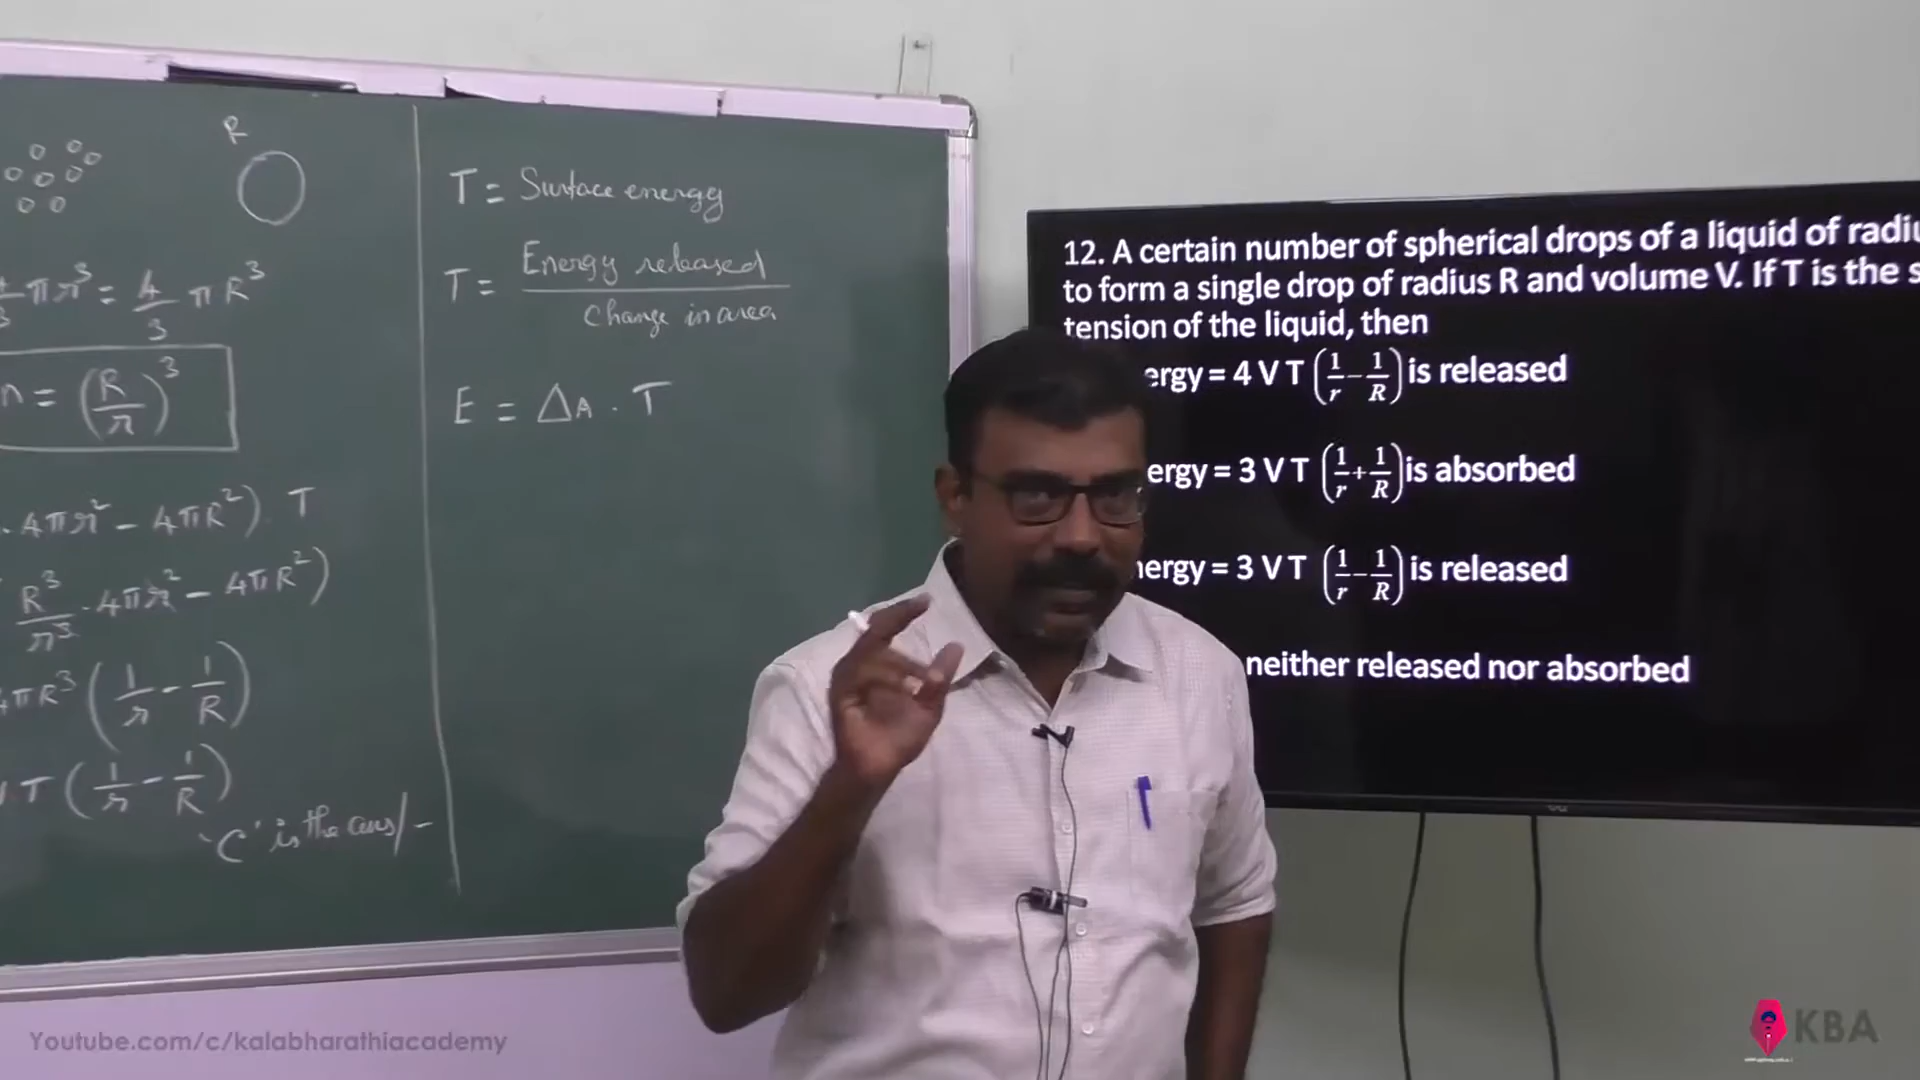 R
πr³ = 4/3 π R³
n = (R/r)³
4πr² - 4πR²) . T
R³/r³ . 4πr² - 4πR²)
πR³ (1/r - 1/R)
T (1/r - 1/R)
'C' is the ans/-
T = Surface energy
T = Energy released / Change in area
E = ΔA . T
12. A certain number of spherical drops of a liquid of radiu
to form a single drop of radius R and volume V. If T is the s
tension of the liquid, then
ergy = 4 V T (1/r - 1/R) is released
ergy = 3 V T (1/r + 1/R) is absorbed
nergy = 3 V T (1/r - 1/R) is released
neither released nor absorbed
Youtube.com/c/kalabharathiacademy
KBA